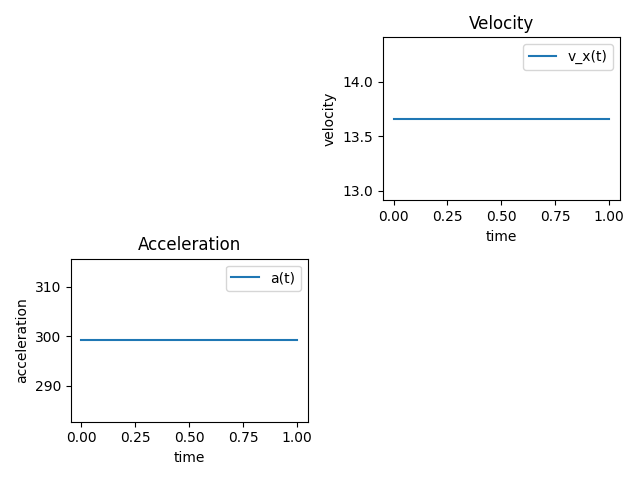 Velocity
v_x(t)
14.0
13.5
13.0
velocity
0.00 0.25 0.50 0.75 1.00
time
Acceleration
a(t)
310
300
290
acceleration
0.00 0.25 0.50 0.75 1.00
time